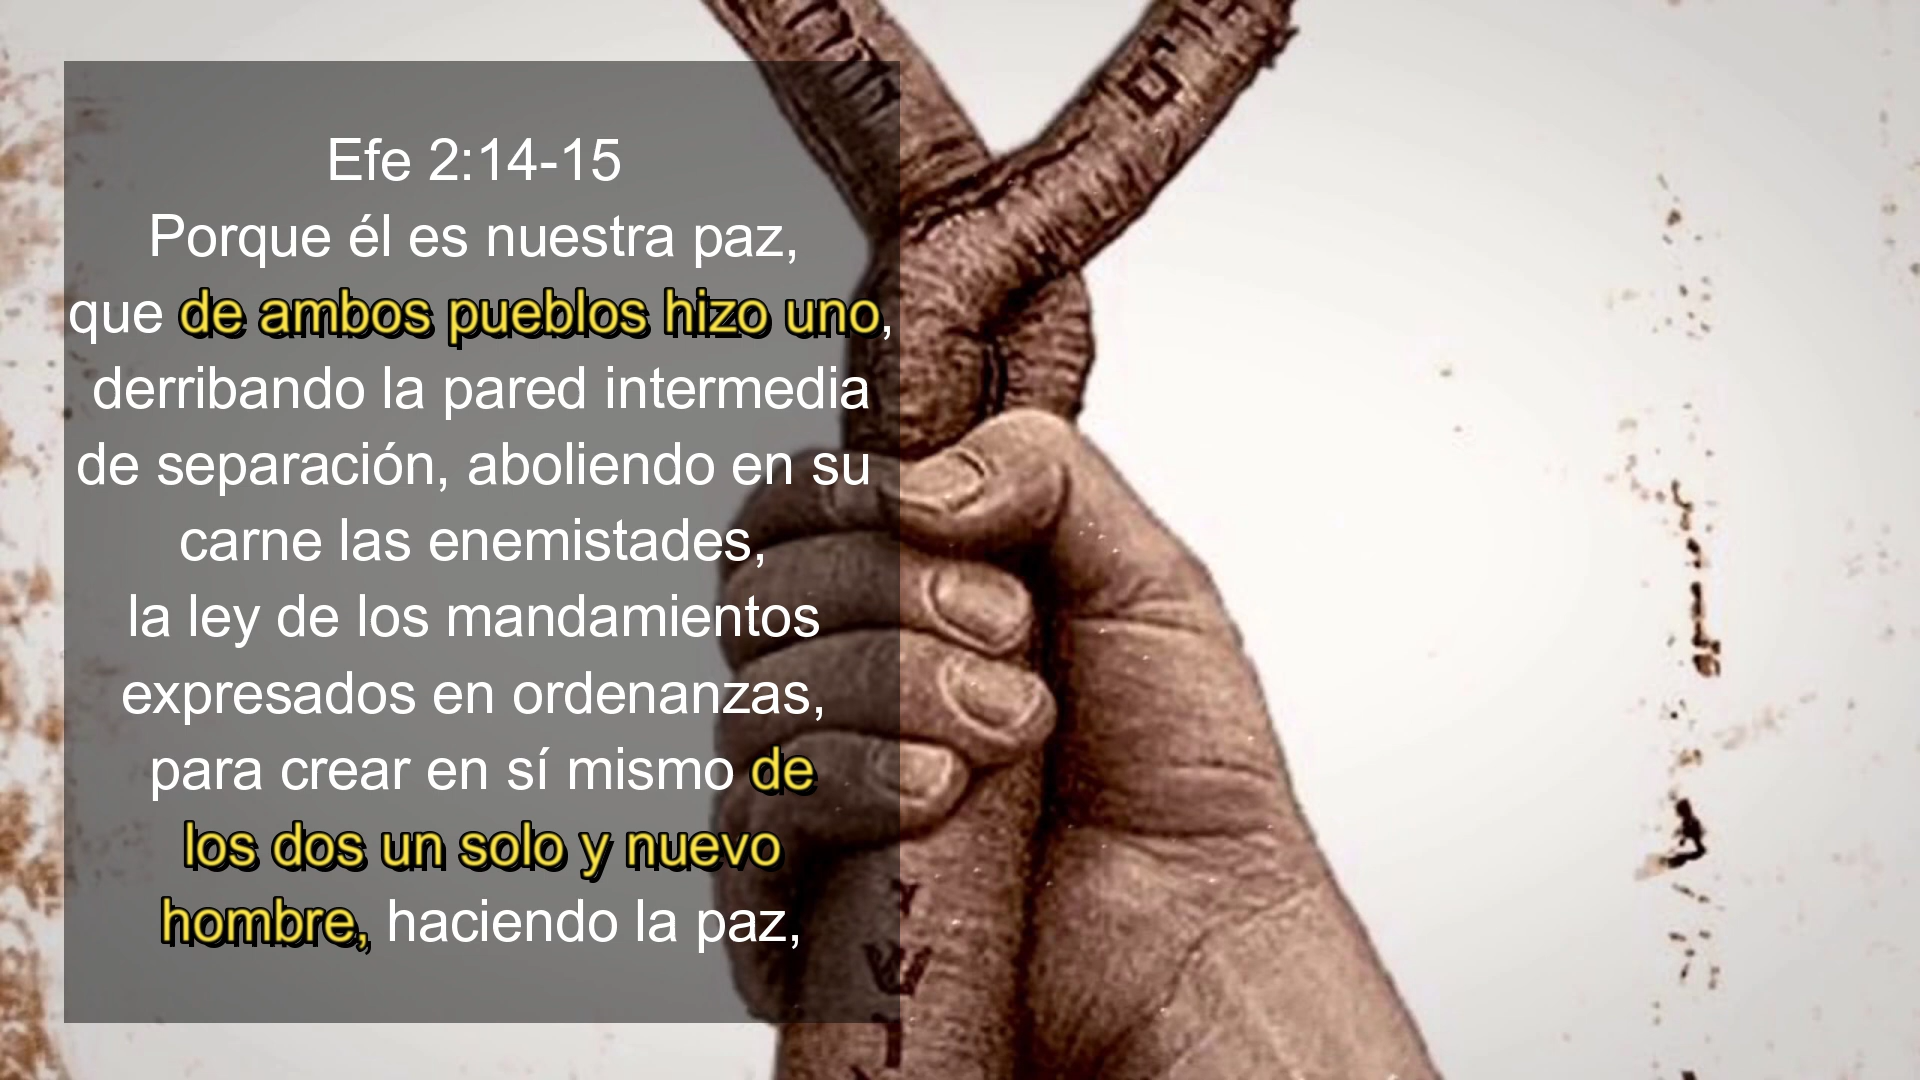 Efe 2:14-15
Porque él es nuestra paz,
que de ambos pueblos hizo uno,
derribando la pared intermedia
de separación, aboliendo en su
carne las enemistades,
la ley de los mandamientos
expresados en ordenanzas,
para crear en sí mismo de
los dos un solo y nuevo
hombre, haciendo la paz,